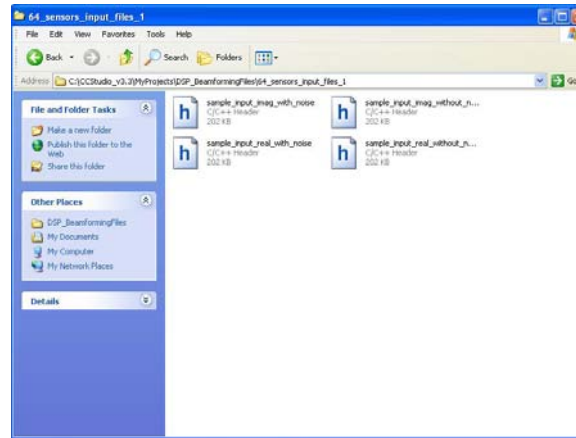 64_sensors_input_files_1
File Edit View Favorites Tools Help
Back Search Folders
Address C:\CCStudio_v3.3\MyProjects\DSP_BeamformingFiles\64_sensors_input_files_1 Go
File and Folder Tasks
Make a new folder
Publish this folder to the
Web
Share this folder
Other Places
DSP_BeamformingFiles
My Documents
My Computer
My Network Places
Details
h
sample_input_imag_with_noise
C/C++ Header
202 KB
h
sample_input_imag_without_n...
C/C++ Header
202 KB
h
sample_input_real_with_noise
C/C++ Header
202 KB
h
sample_input_real_without_n...
C/C++ Header
202 KB